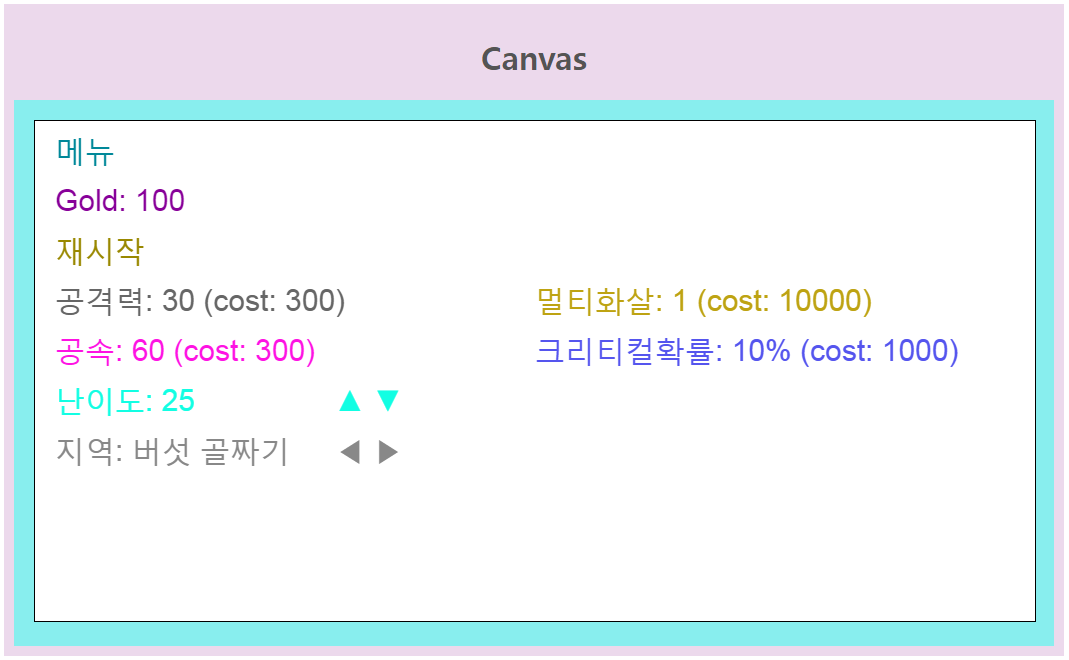 Canvas
메뉴
Gold: 100
재시작
공격력: 30 (cost: 300) 멀티화살: 1 (cost: 10000)
공속: 60 (cost: 300) 크리티컬확률: 10% (cost: 1000)
난이도: 25 ▲ ▼
지역: 버섯 골짜기 ◀ ▶